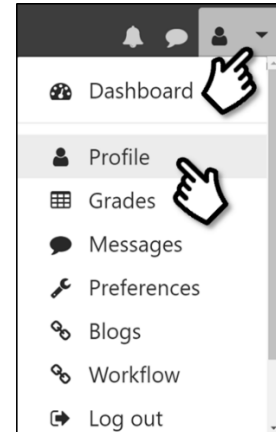 Dashboard
Profile
Grades
Messages
Preferences
Blogs
Workflow
Log out